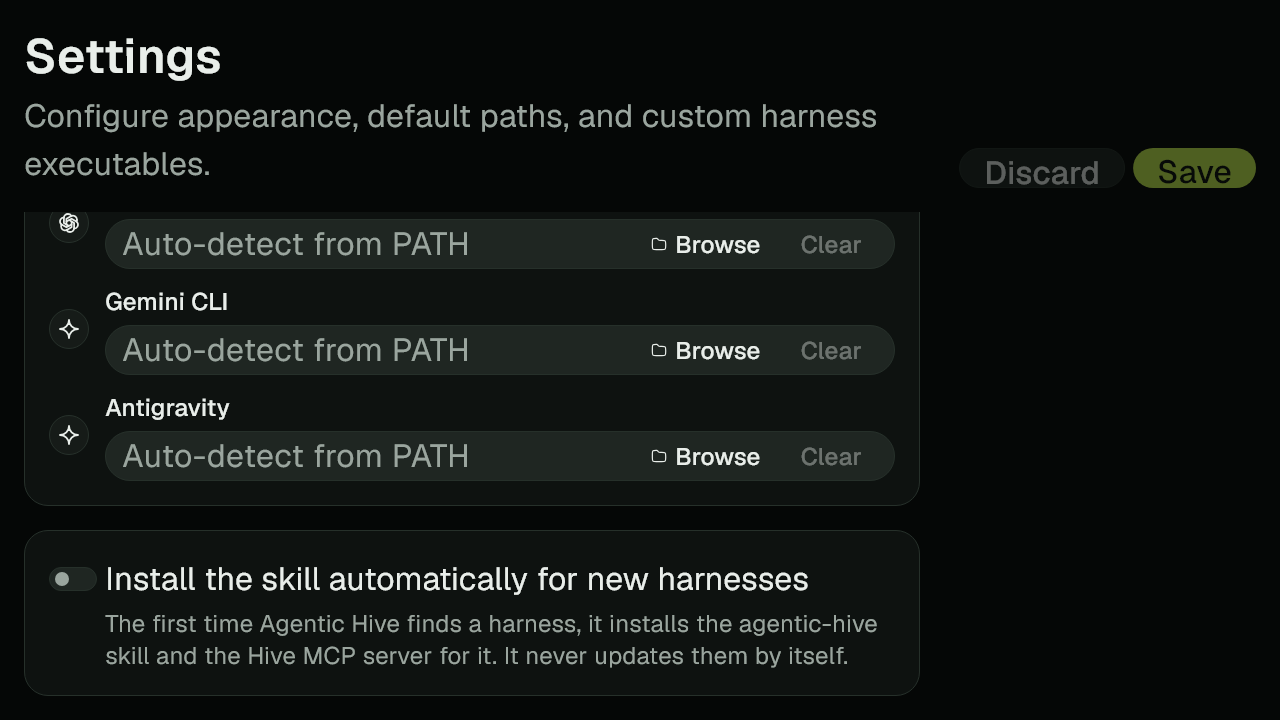 Settings
Configure appearance, default paths, and custom harness
executables.
Discard
Save
Auto-detect from PATH
Browse
Clear
Gemini CLI
Auto-detect from PATH
Browse
Clear
Antigravity
Auto-detect from PATH
Browse
Clear
Install the skill automatically for new harnesses
The first time Agentic Hive finds a harness, it installs the agentic-hive
skill and the Hive MCP server for it. It never updates them by itself.